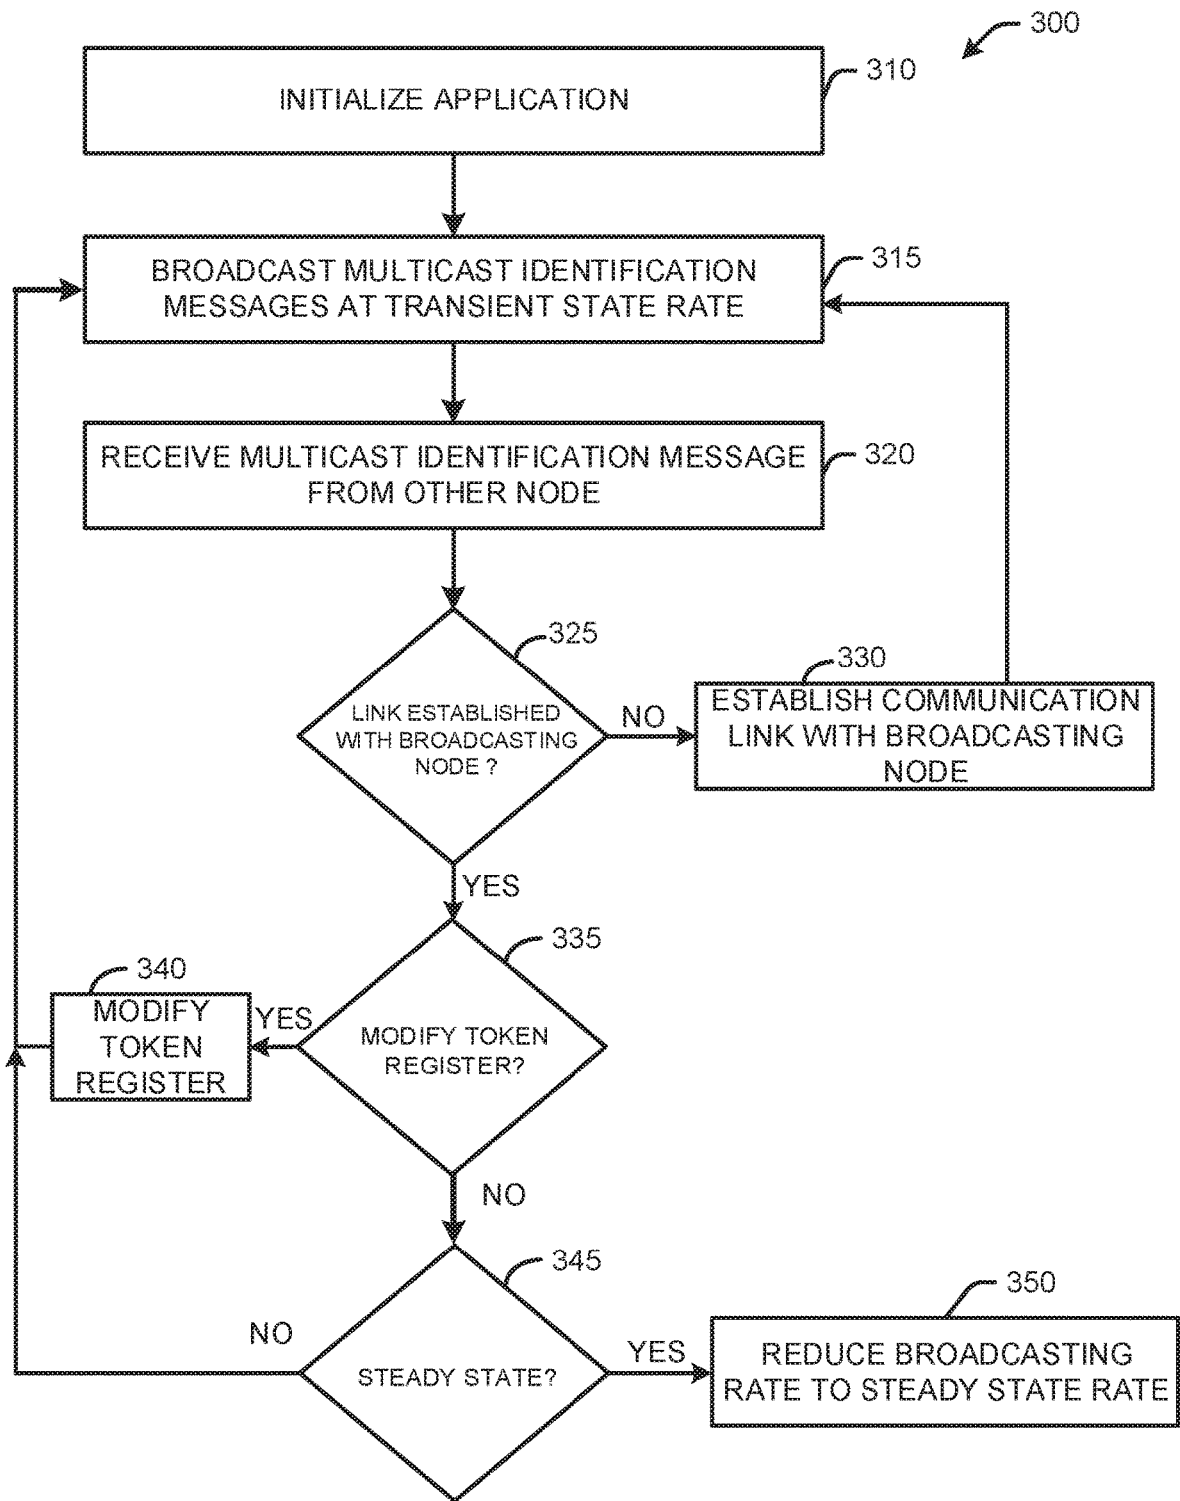 300
310
INITIALIZE APPLICATION
315
BROADCAST MULTICAST IDENTIFICATION
MESSAGES AT TRANSIENT STATE RATE
320
RECEIVE MULTICAST IDENTIFICATION MESSAGE
FROM OTHER NODE
325
LINK ESTABLISHED
WITH BROADCASTING
NODE ?
NO
330
ESTABLISH COMMUNICATION
LINK WITH BROADCASTING
NODE
YES
335
MODIFY TOKEN
REGISTER?
YES
340
MODIFY
TOKEN
REGISTER
NO
345
STEADY STATE?
NO
YES
350
REDUCE BROADCASTING
RATE TO STEADY STATE RATE